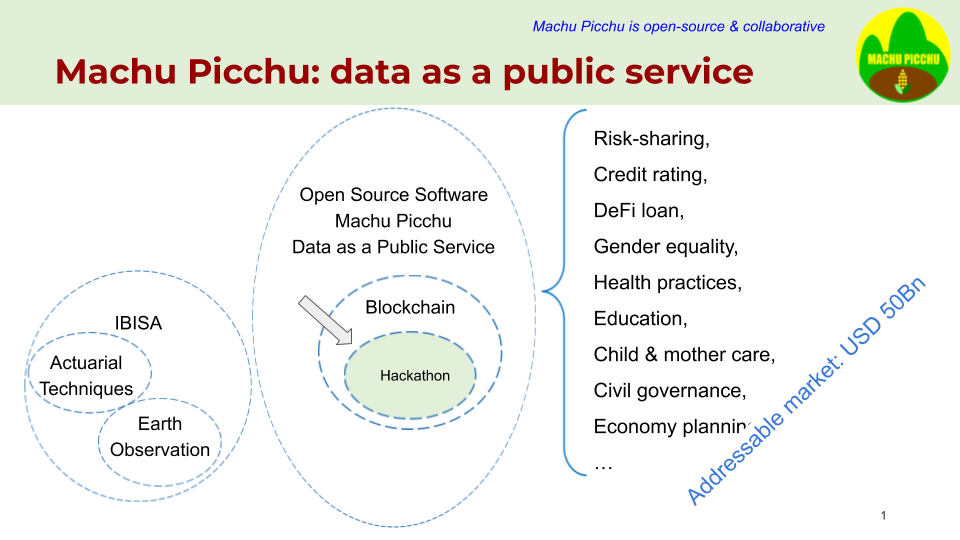 Machu Picchu is open-source & collaborative
Machu Picchu: data as a public service
MACHU PICCHU
Open Source Software
Machu Picchu
Data as a Public Service
Blockchain
Hackathon
IBISA
Actuarial
Techniques
Earth
Observation
Risk-sharing,
Credit rating,
DeFi loan,
Gender equality,
Health practices,
Education,
Child & mother care,
Civil governance,
Economy planning
…
Addressable market: USD 50Bn
1